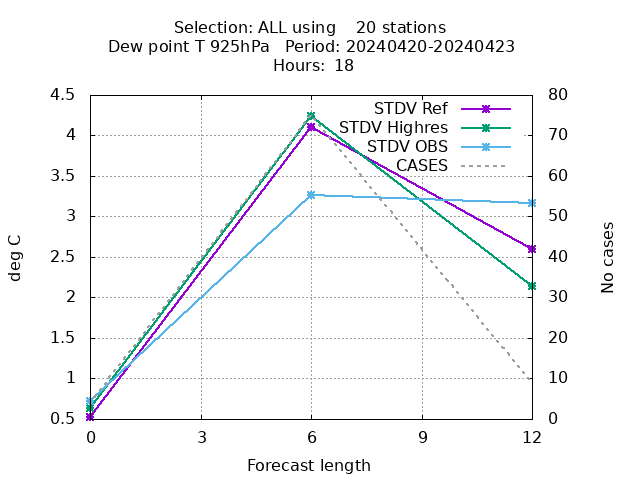 Selection: ALL using    20 stations
Dew point T 925hPa   Period: 20240420-20240423
Hours: 18
STDV Ref
STDV Highres
STDV OBS
CASES
deg C
4.5
4
3.5
3
2.5
2
1.5
1
0.5
80
70
60
50
40
30
20
10
0
No cases
0 3 6 9 12
Forecast length